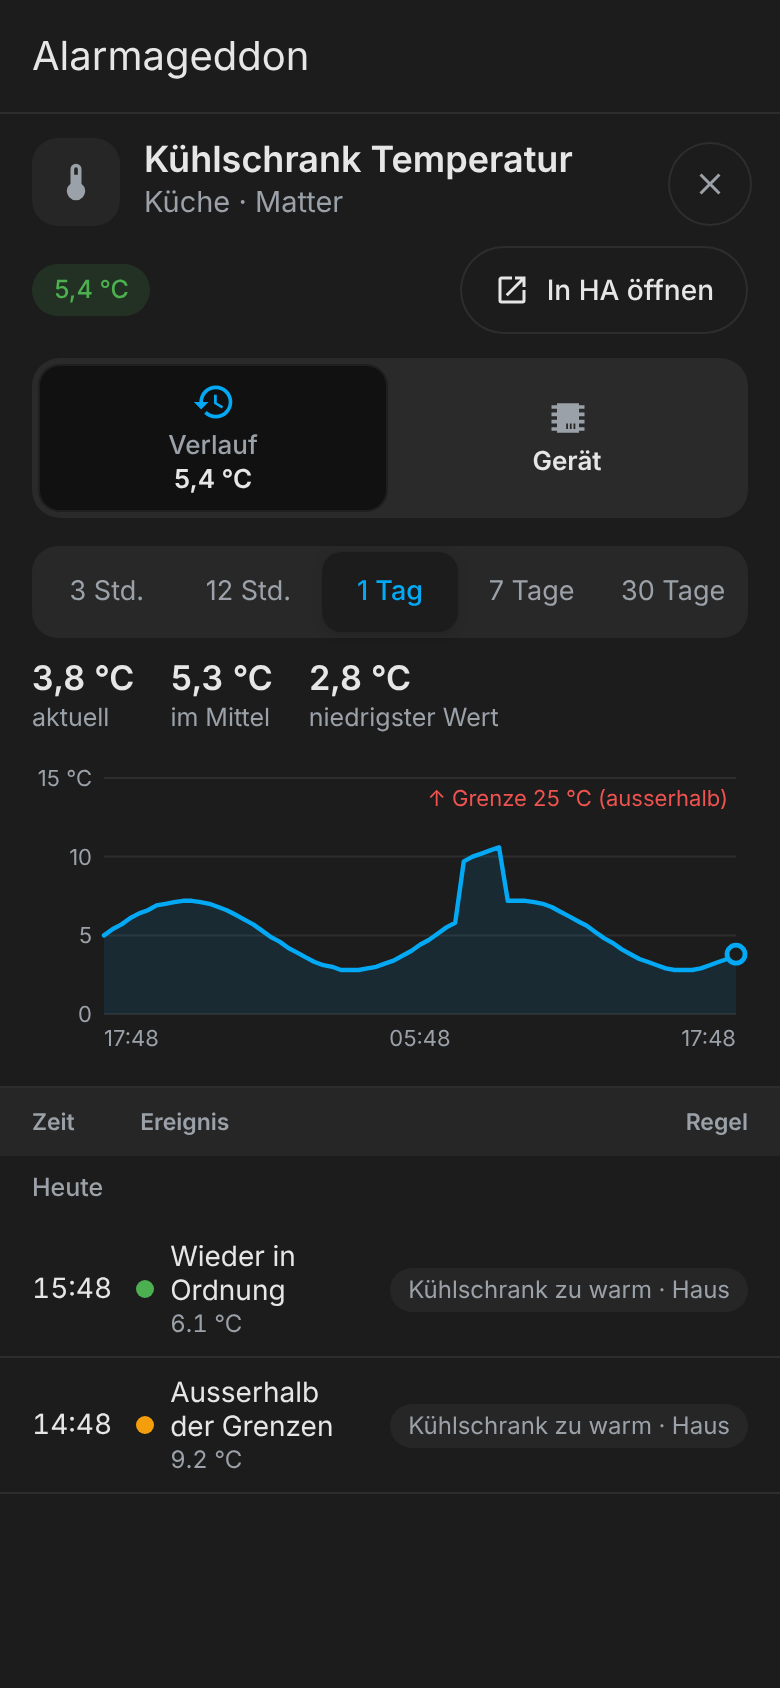 Alarmageddon
Kühlschrank Temperatur
Küche · Matter
5,4 °C
In HA öffnen
Verlauf
5,4 °C
Gerät
3 Std.
12 Std.
1 Tag
7 Tage
30 Tage
3,8 °C
aktuell
5,3 °C
im Mittel
2,8 °C
niedrigster Wert
15 °C
↑ Grenze 25 °C (ausserhalb)
10
5
0
17:48
05:48
17:48
Zeit
Ereignis
Regel
Heute
15:48
Wieder in
Ordnung
6.1 °C
Kühlschrank zu warm · Haus
14:48
Ausserhalb
der Grenzen
9.2 °C
Kühlschrank zu warm · Haus